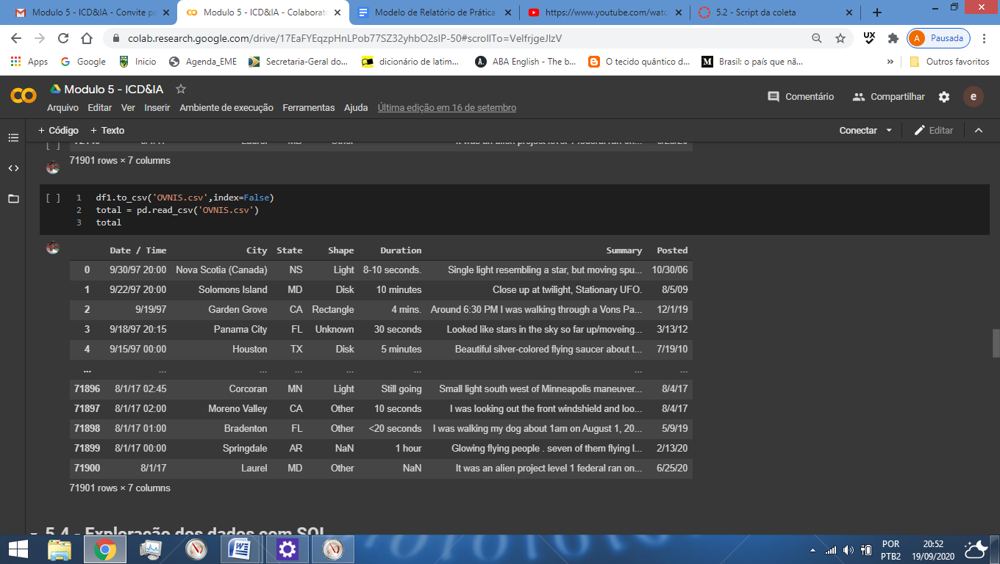 Modulo 5 - ICD&IA - Convite pa
Modulo 5 - ICD&IA - Colaborato
Modelo de Relatório de Prática
https://www.youtube.com/watc
5.2 - Script da coleta
colab.research.google.com/drive/17EaFYEqzpHnLPob77SZ32yhbO2slP-50#scrollTo=VelfrjgeJlzV
UX
A Pausada
Apps Google Inicio Agenda_EME Secretaria-Geral do... dicionário de latim... ABA English - The b... O tecido quântico d... M Brasil: o país que nã... » Outros favoritos
Modulo 5 - ICD&IA
Arquivo Editar Ver Inserir Ambiente de execução Ferramentas Ajuda Última edição em 16 de setembro
Comentário Compartilhar e
+ Código + Texto Conectar Editar
71901 rows × 7 columns
[ ] 1 df1.to_csv('OVNIS.csv',index=False)
2 total = pd.read_csv('OVNIS.csv')
3 total
Date / Time City State Shape Duration Summary Posted
0 9/30/97 20:00 Nova Scotia (Canada) NS Light 8-10 seconds. Single light resembling a star, but moving spu... 10/30/06
1 9/22/97 20:00 Solomons Island MD Disk 10 minutes Close up at twilight, Stationary UFO. 8/5/09
2 9/19/97 Garden Grove CA Rectangle 4 mins. Around 6:30 PM I was walking through a Vons Pa... 12/1/19
3 9/18/97 20:15 Panama City FL Unknown 30 seconds Looked like stars in the sky so far up/moveing... 3/13/12
4 9/15/97 00:00 Houston TX Disk 5 minutes Beautiful silver-colored flying saucer about t... 7/19/10
... ... ... ... ... ... ... ...
71896 8/1/17 02:45 Corcoran MN Light Still going Small light south west of Minneapolis maneuver... 8/4/17
71897 8/1/17 02:00 Moreno Valley CA Other 10 seconds I was looking out the front windshield and loo... 8/4/17
71898 8/1/17 01:00 Bradenton FL Other <20 seconds I was walking my dog about 1am on August 1, 20... 5/9/19
71899 8/1/17 00:00 Springdale AR NaN 1 hour Glowing flying people . seven of them flying I... 2/13/20
71900 8/1/17 Laurel MD Other NaN It was an alien project level 1 federal ran on... 6/25/20
71901 rows × 7 columns
5.4 - Exploração dos dados com SQL
POR
PTB2
20:52
19/09/2020